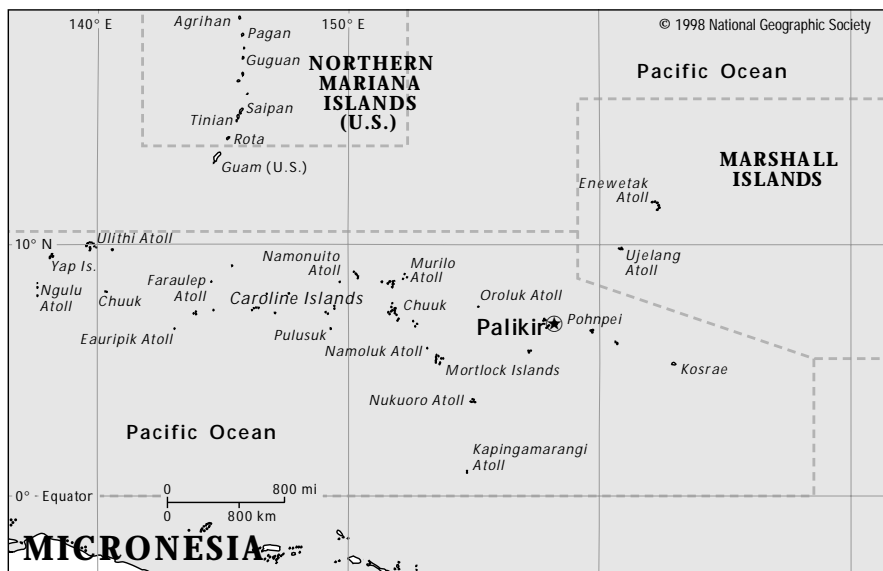 140° E
150° E
© 1998 National Geographic Society
Agrihan
Pagan
Guguan
NORTHERN
MARIANA
ISLANDS
(U.S.)
Pacific Ocean
Saipan
Tinian
Rota
Guam (U.S.)
MARSHALL
ISLANDS
Enewetak
Atoll
10° N
Ulithi Atoll
Yap Is.
Ngulu
Atoll
Chuuk
Faraulep
Atoll
Namonuito
Atoll
Murilo
Atoll
Ujelang
Atoll
Caroline Islands
Chuuk
Oroluk Atoll
Palikir
Pohnpei
Eauripik Atoll
Pulusuk
Namoluk Atoll
Mortlock Islands
Kosrae
Nukuoro Atoll
Pacific Ocean
Kapingamarangi
Atoll
0° Equator
0 800 mi
0 800 km
MICRONESIA